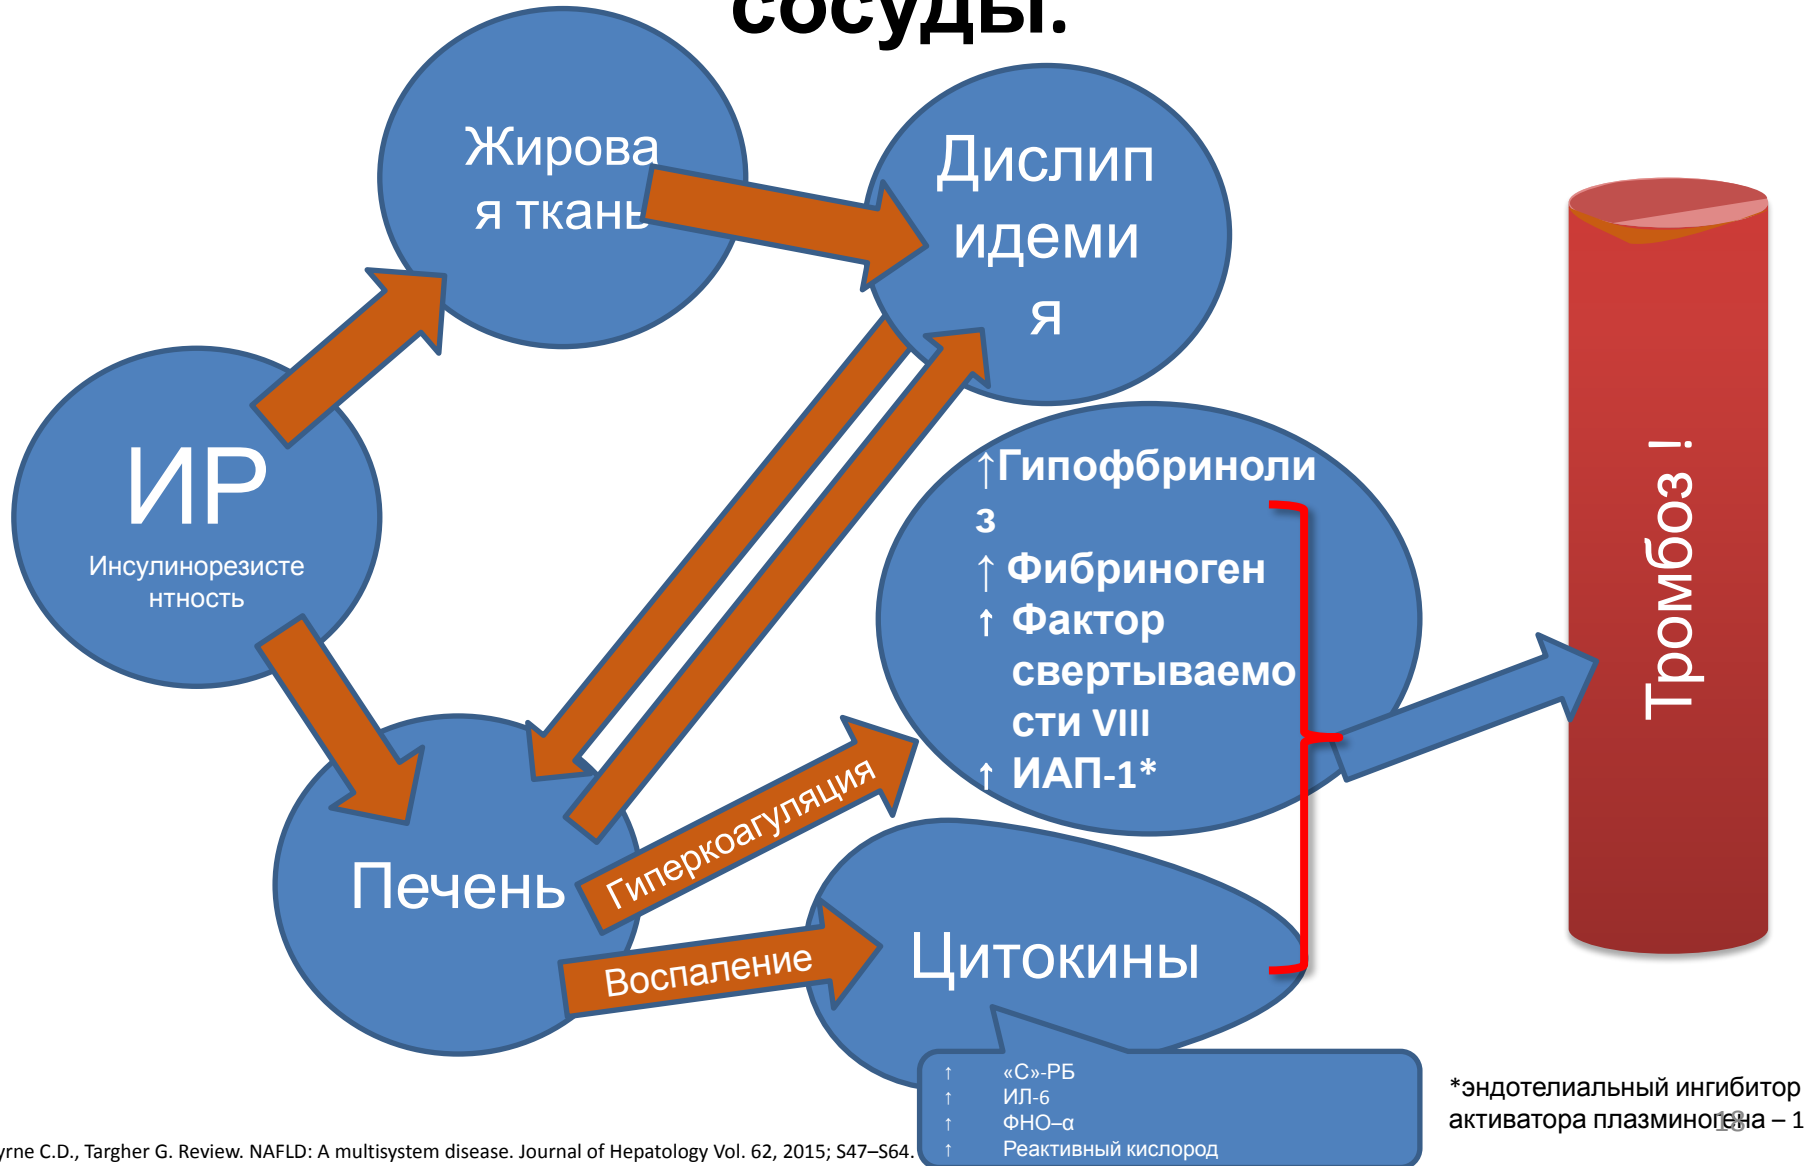 сосуды.
Жирова
я ткань
Дислип
идеми
я
ИР
Инсулинорезисте
нтность
↑Гипофбриноли
з
↑ Фибриноген
↑ Фактор
свертываемо
сти VIII
↑ ИАП-1*
Тромбоз !
Гиперкоагуляция
Печень
Воспаление
Цитокины
↑ «С»-РБ
↑ ИЛ-6
↑ ФНО–α
↑ Реактивный кислород
*эндотелиальный ингибитор
активатора плазминогена – 1
18
yrne C.D., Targher G. Review. NAFLD: A multisystem disease. Journal of Hepatology Vol. 62, 2015; S47–S64.